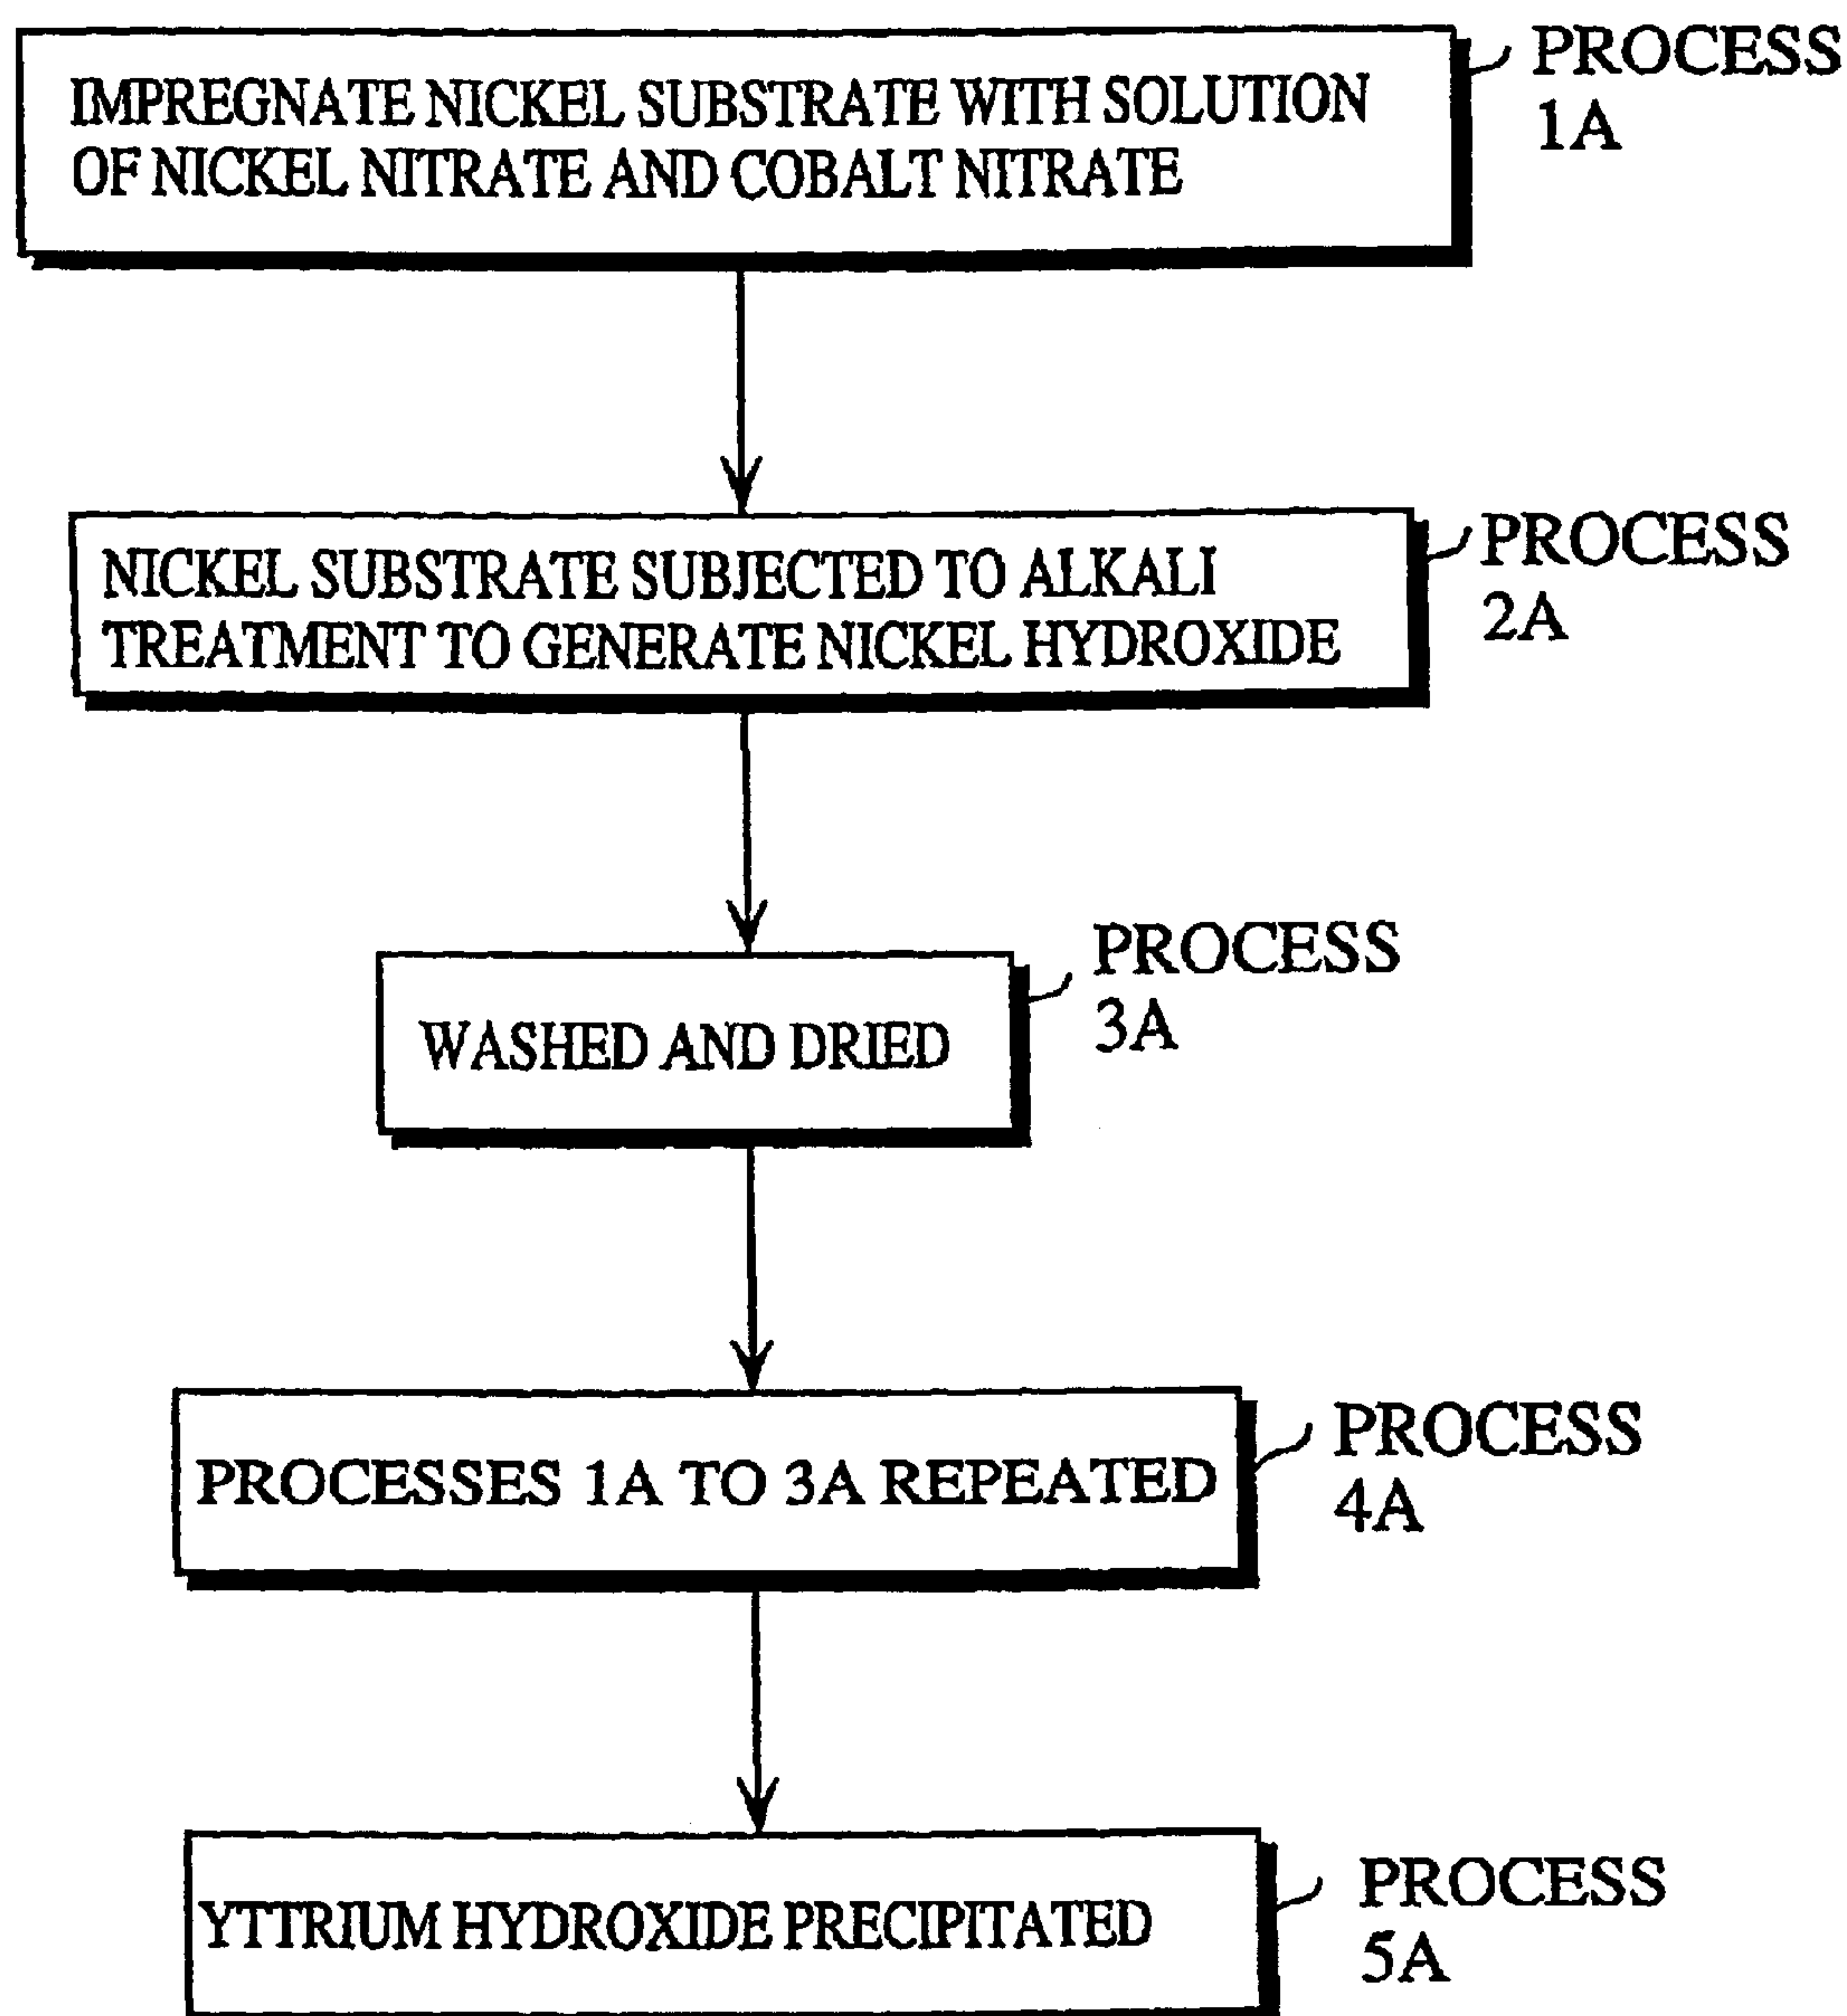 IMPREGNATE NICKEL SUBSTRATE WITH SOLUTION
OF NICKEL NITRATE AND COBALT NITRATE
PROCESS
1A
NICKEL SUBSTRATE SUBJECTED TO ALKALI
TREATMENT TO GENERATE NICKEL HYDROXIDE
PROCESS
2A
WASHED AND DRIED
PROCESS
3A
PROCESSES 1A TO 3A REPEATED
PROCESS
4A
YTTRIUM HYDROXIDE PRECIPITATED
PROCESS
5A